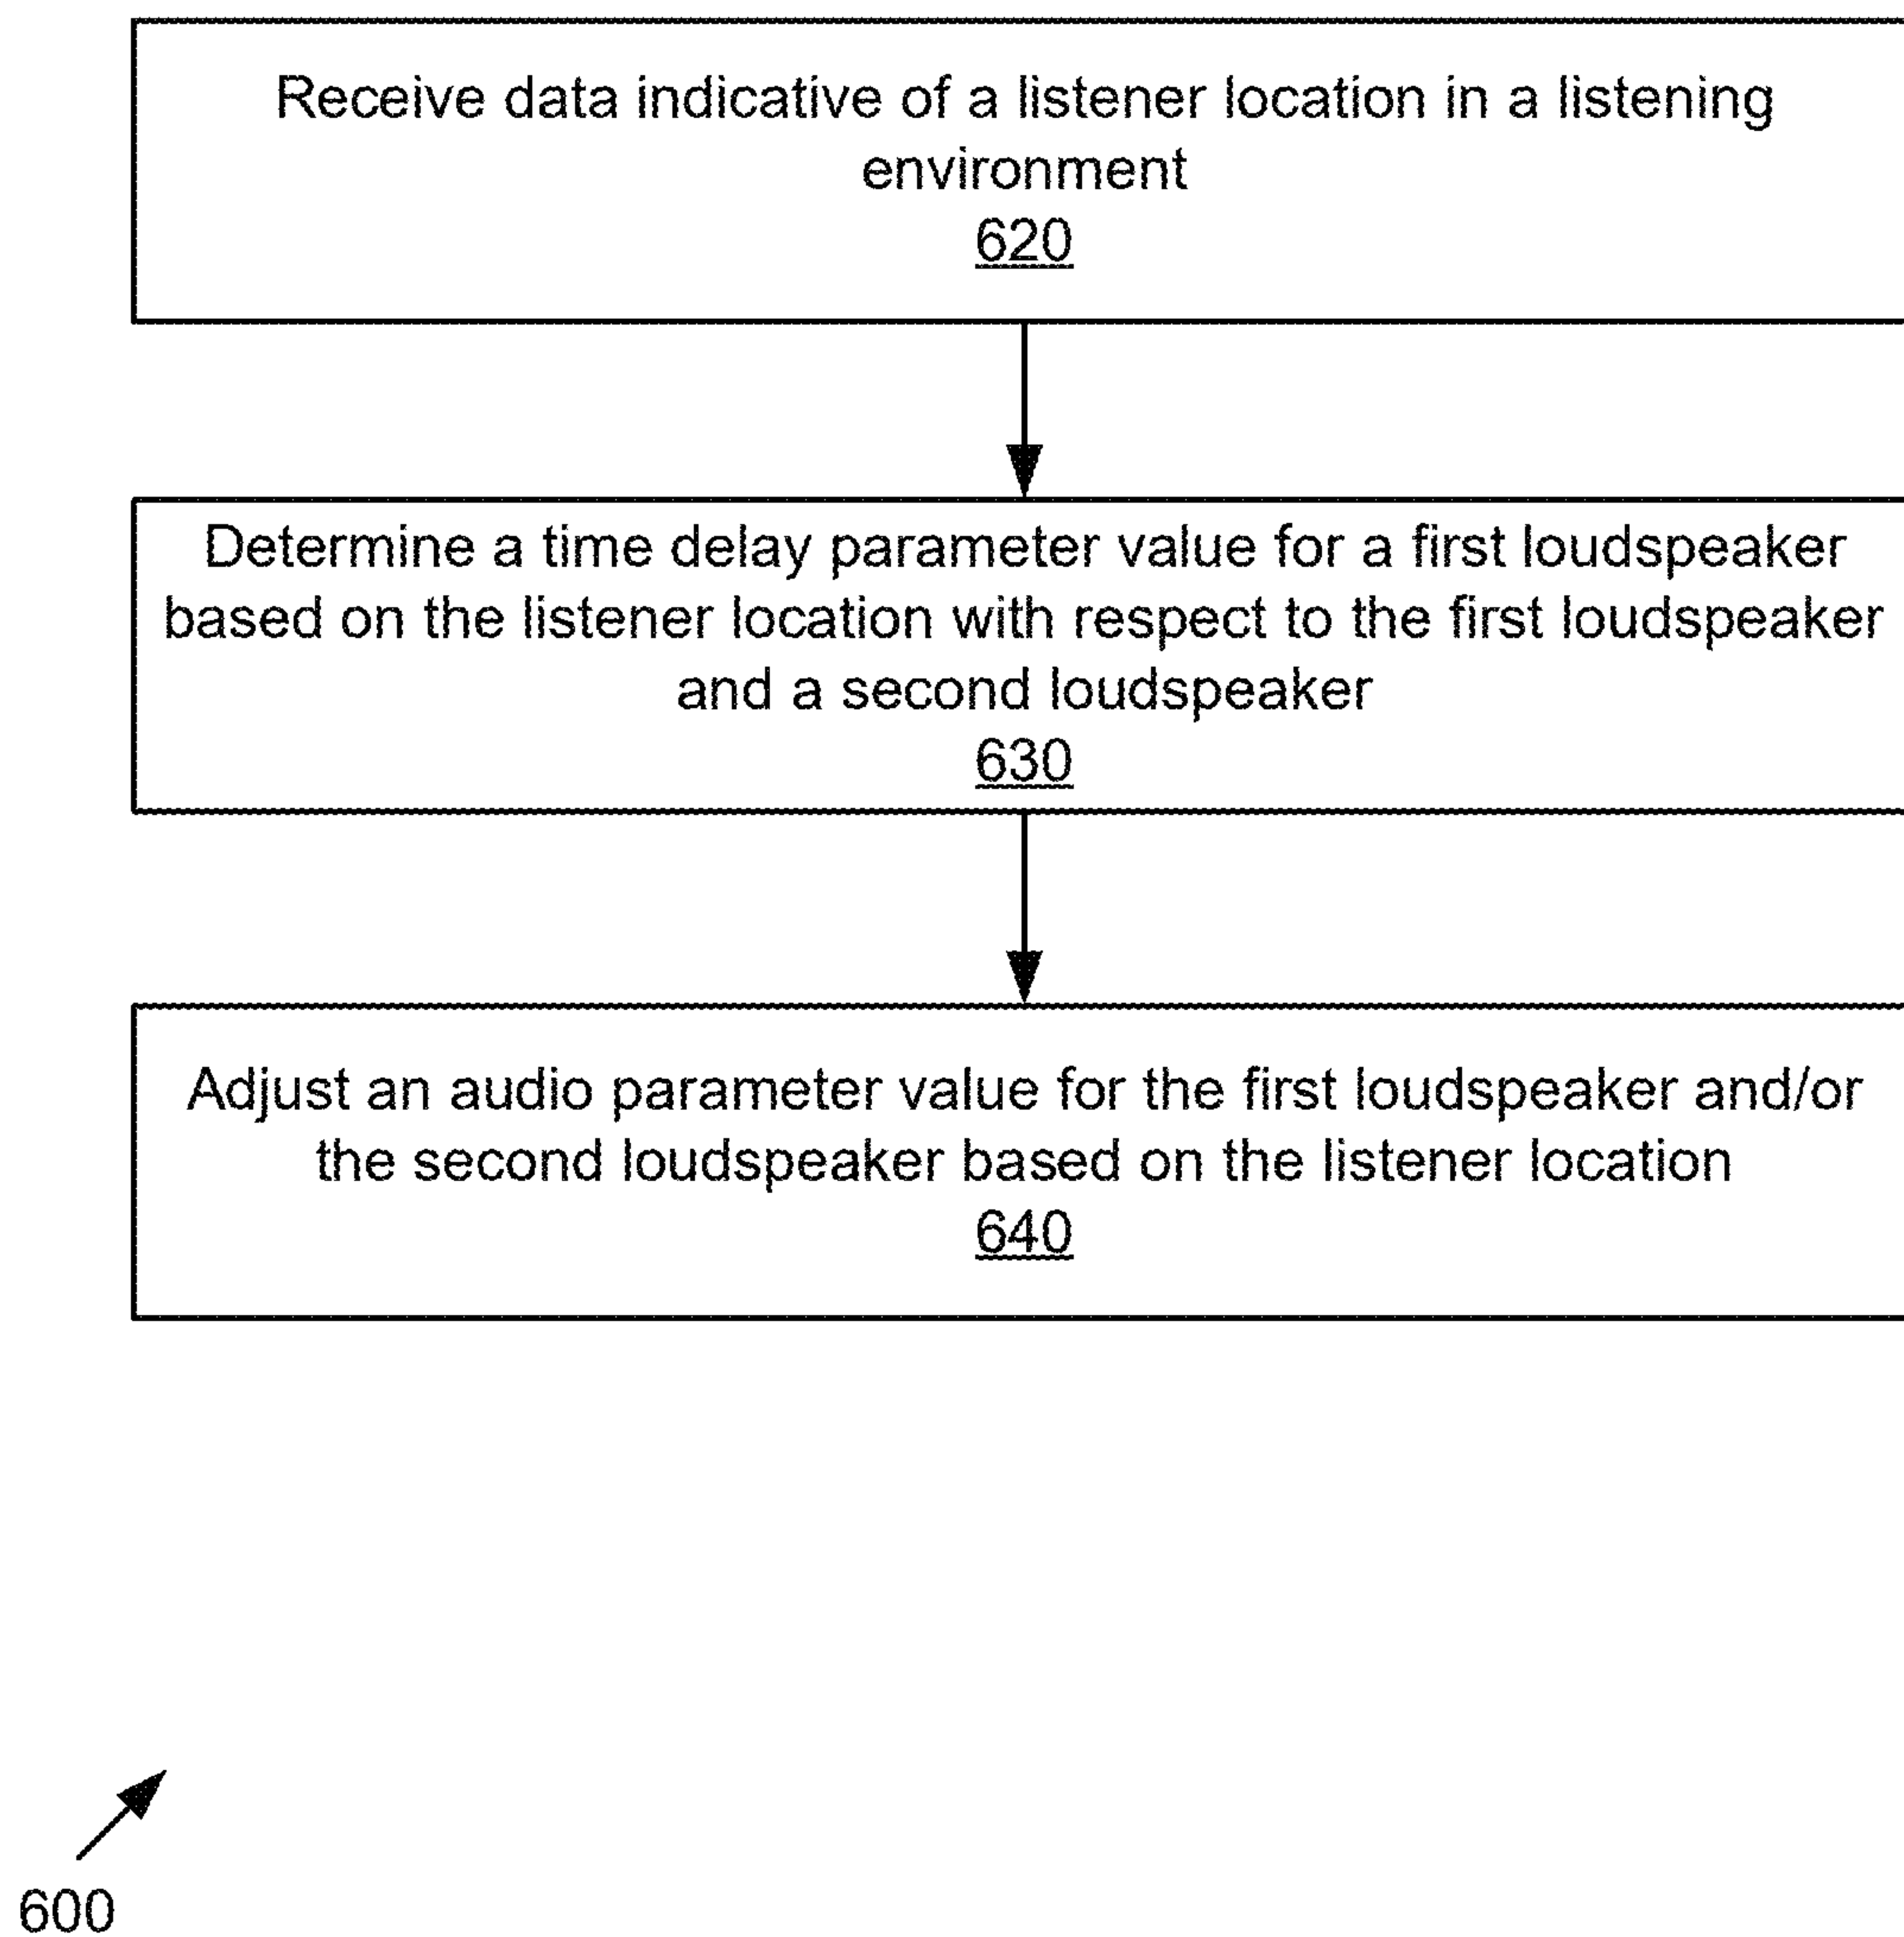 Receive data indicative of a listener location in a listening
environment
620
Determine a time delay parameter value for a first loudspeaker
based on the listener location with respect to the first loudspeaker
and a second loudspeaker
630
Adjust an audio parameter value for the first loudspeaker and/or
the second loudspeaker based on the listener location
640
600